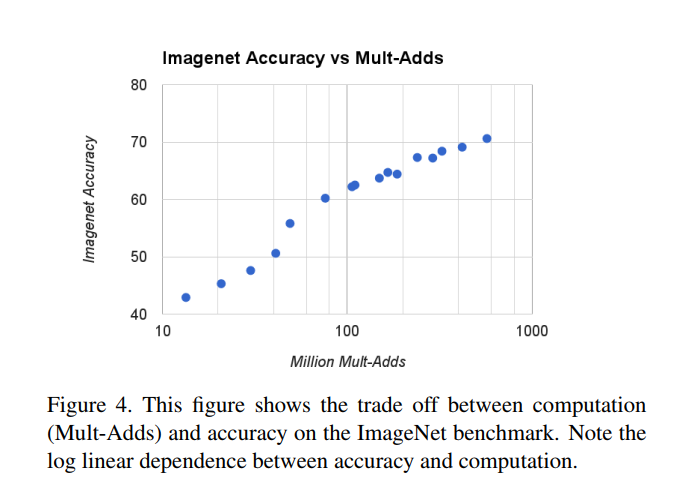 Imagenet Accuracy vs Mult-Adds
80
70
60
50
40
Imagenet Accuracy
10 100 1000
Million Mult-Adds
Figure 4. This figure shows the trade off between computation
(Mult-Adds) and accuracy on the ImageNet benchmark. Note the
log linear dependence between accuracy and computation.